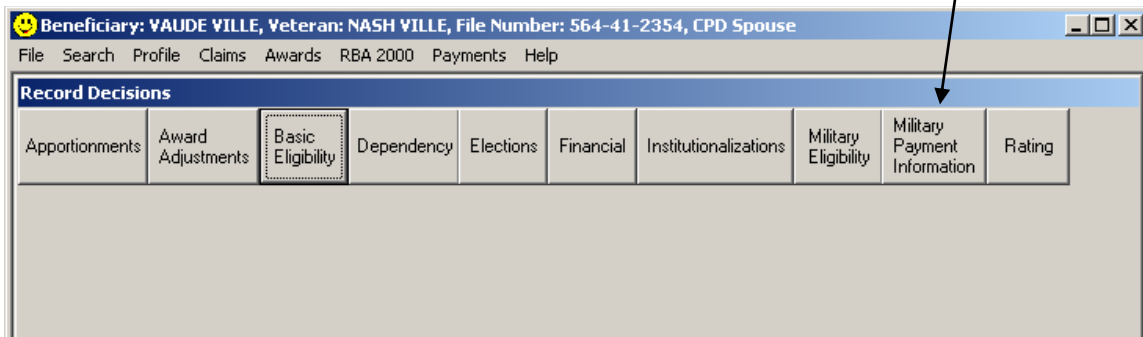 Beneficiary: VAUDE VILLE, Veteran: NASH VILLE, File Number: 564-41-2354, CPD Spouse
File Search Profile Claims Awards RBA 2000 Payments Help
Record Decisions
Apportionments
Award
Adjustments
Basic
Eligibility
Dependency
Elections
Financial
Institutionalizations
Military
Eligibility
Military
Payment
Information
Rating